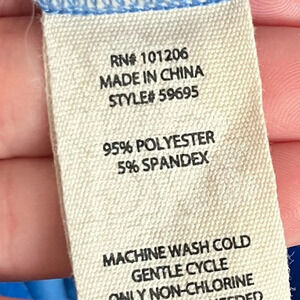 RN# 101206
MADE IN CHINA
STYLE# 59695
95% POLYESTER
5% SPANDEX
MACHINE WASH COLD
GENTLE CYCLE
ONLY NON-CHLORINE